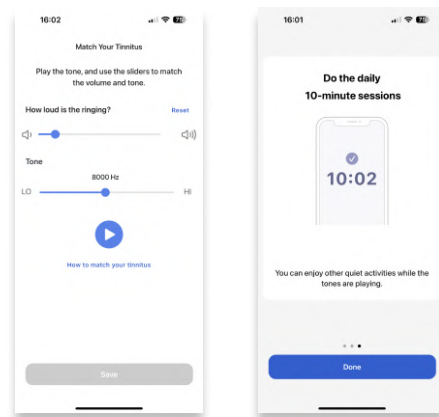 16:02
Match Your Tinnitus
Play the tone, and use the sliders to match
the volume and tone.
How loud is the ringing?
Reset
Tone
8000 Hz
LO
HI
How to match your tinnitus
Save
16:01
Do the daily
10-minute sessions
10:02
You can enjoy other quiet activities while the
tones are playing.
Done